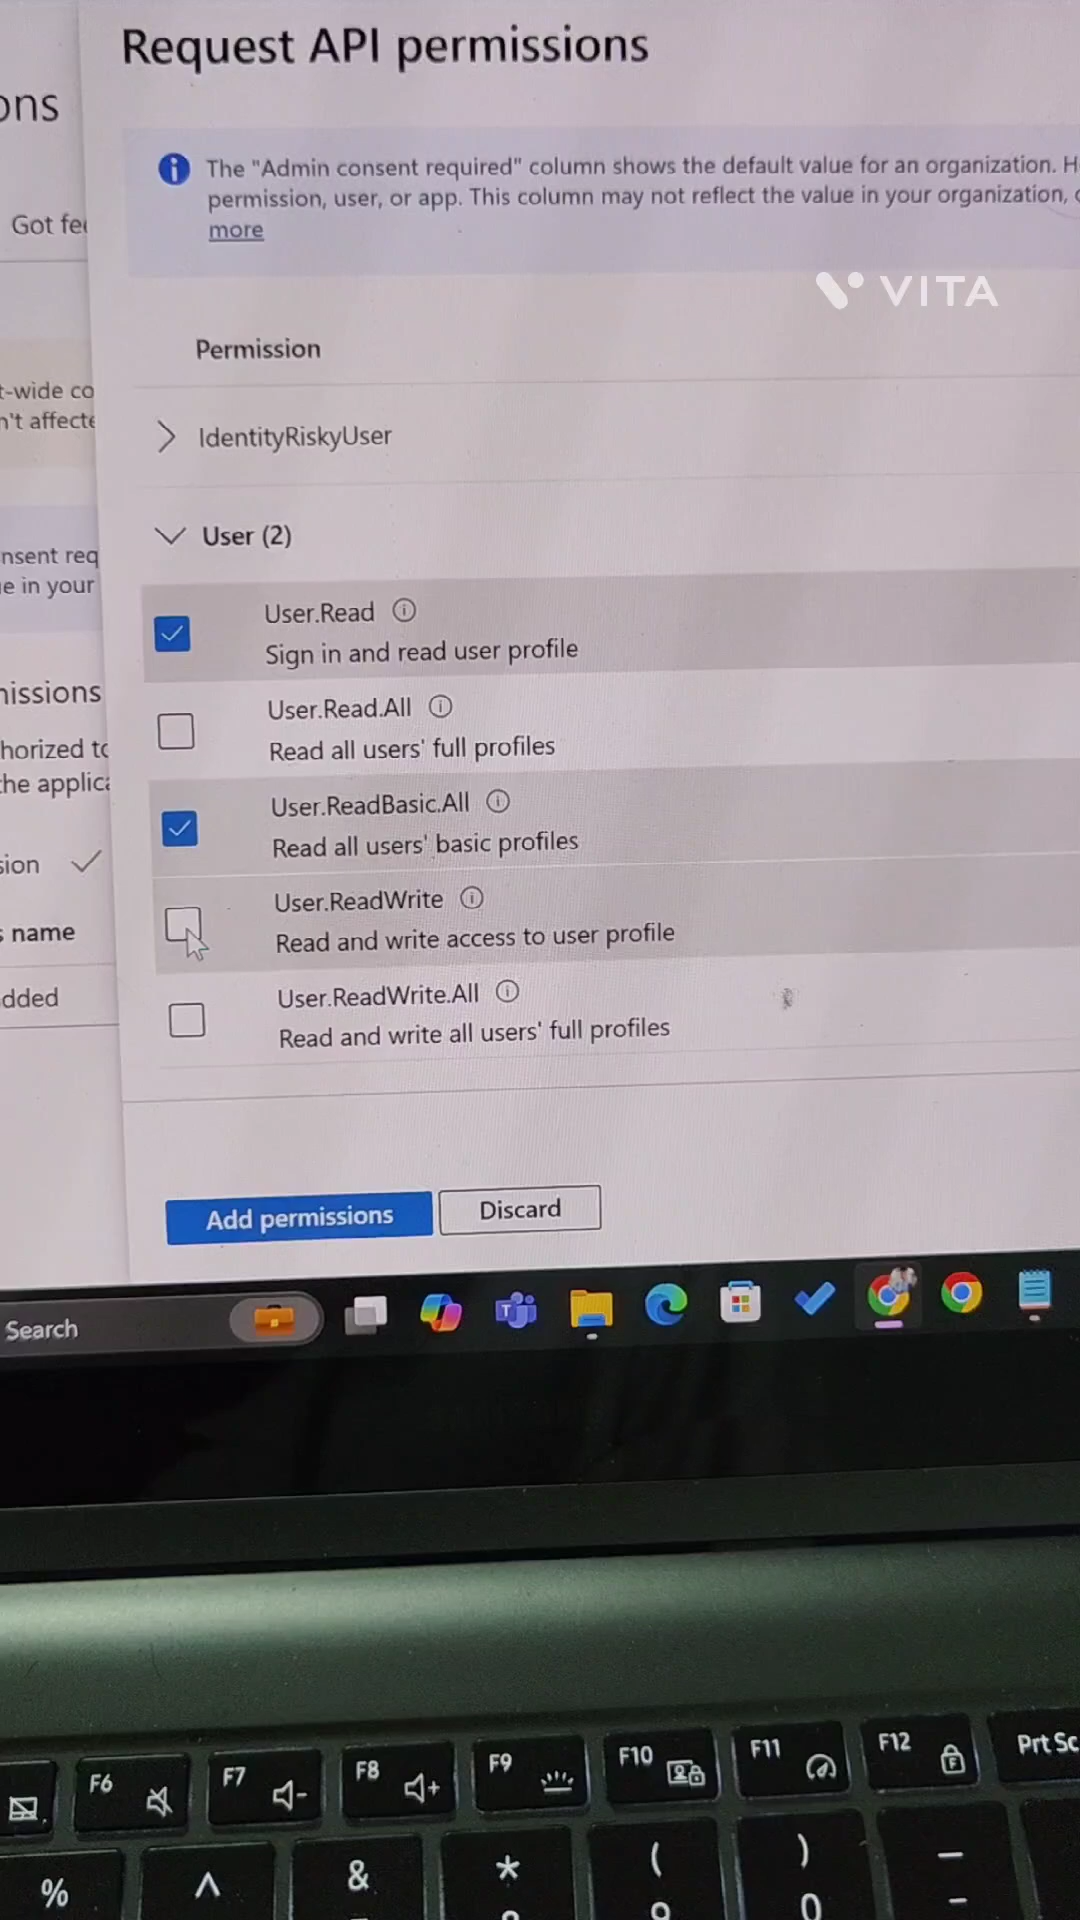 Request API permissions
ons
The "Admin consent required" column shows the default value for an organization. H
permission, user, or app. This column may not reflect the value in your organization,
more
Got fe
VITA
Permission
t-wide co
n't affecte
IdentityRiskyUser
User (2)
nsent req
e in your
User.Read
Sign in and read user profile
User.Read.All
Read all users' full profiles
missions
horized to
the applica
User.ReadBasic.All
Read all users' basic profiles
sion
User.ReadWrite
Read and write access to user profile
s name
User.ReadWrite.All
Read and write all users' full profiles
dded
Add permissions
Discard
Search
F6
F7
F8
F9
F10
F11
F12
Prt Sc
%
^
&
*
(
)